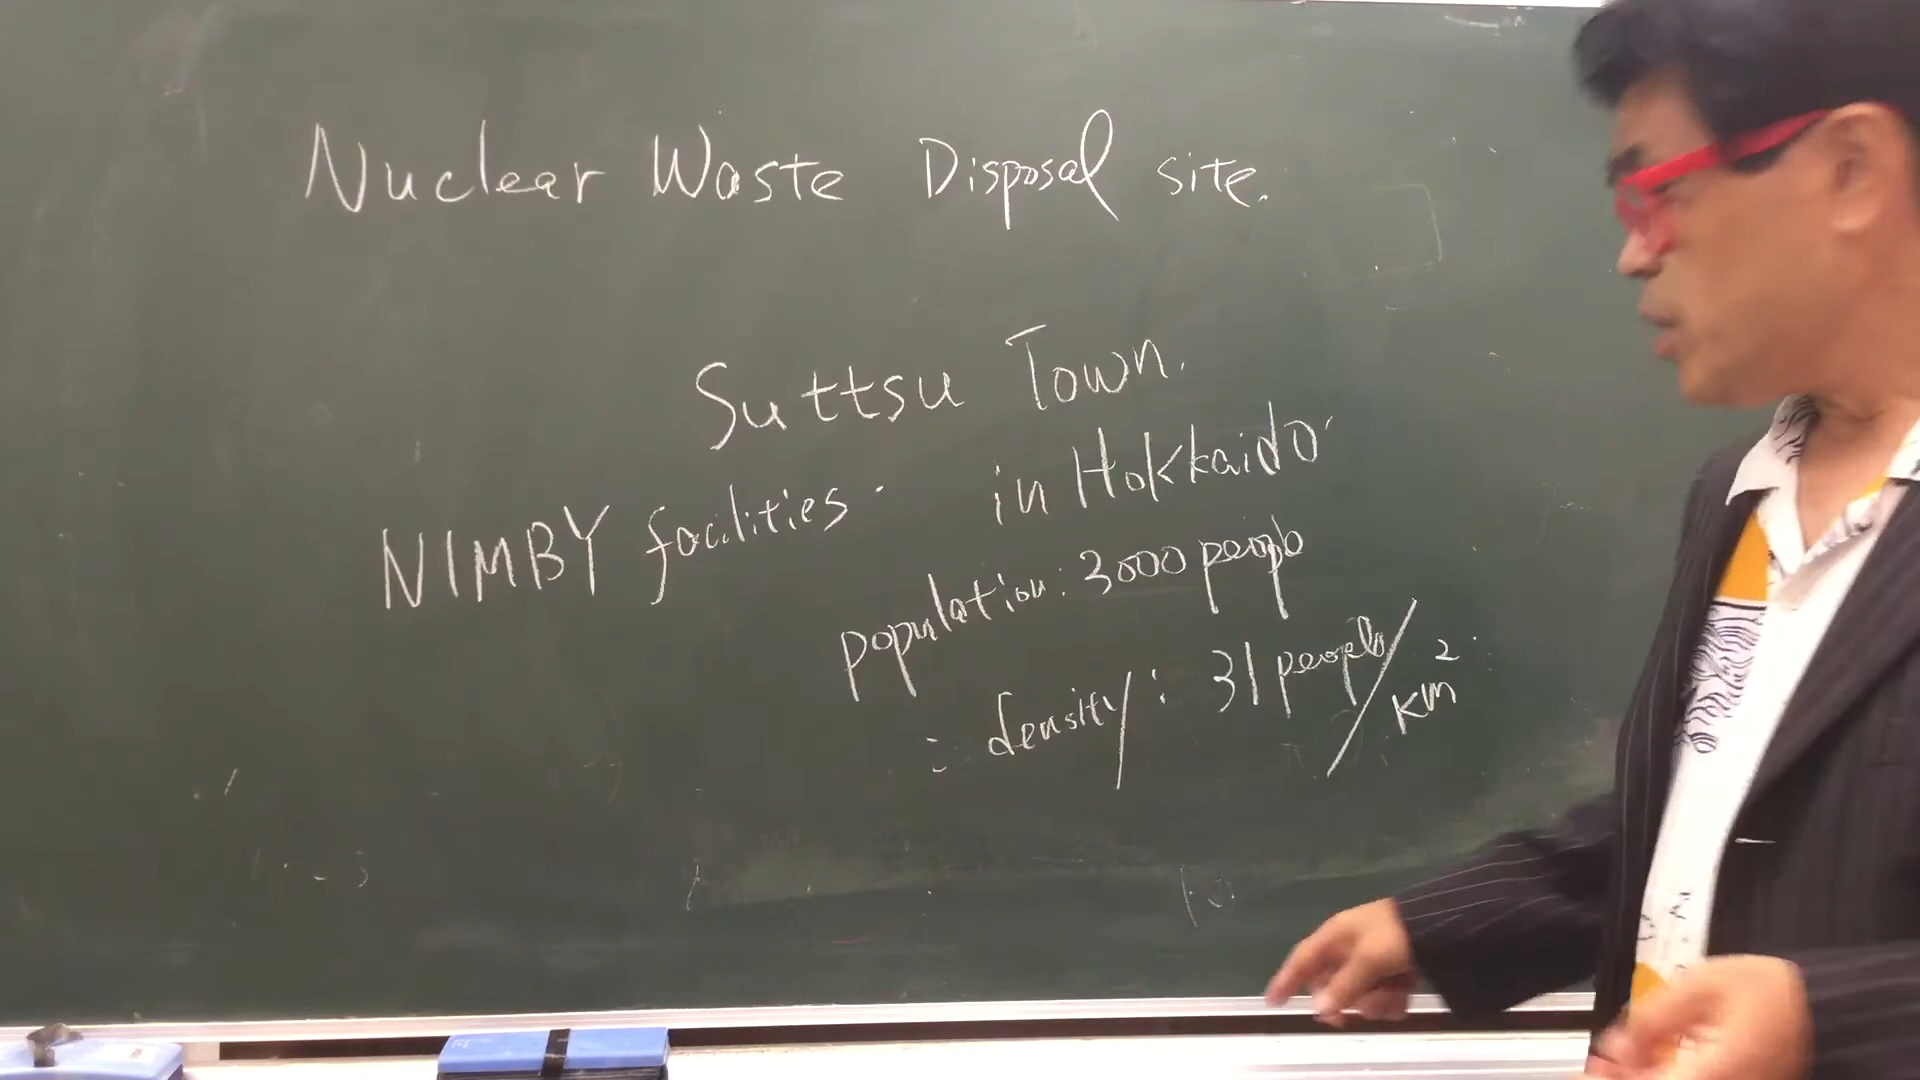 Nuclear Waste Disposal site.
Suttsu Town.
in Hokkaido
NIMBY facilities.
population: 3000 people
: density: 31 people/km²